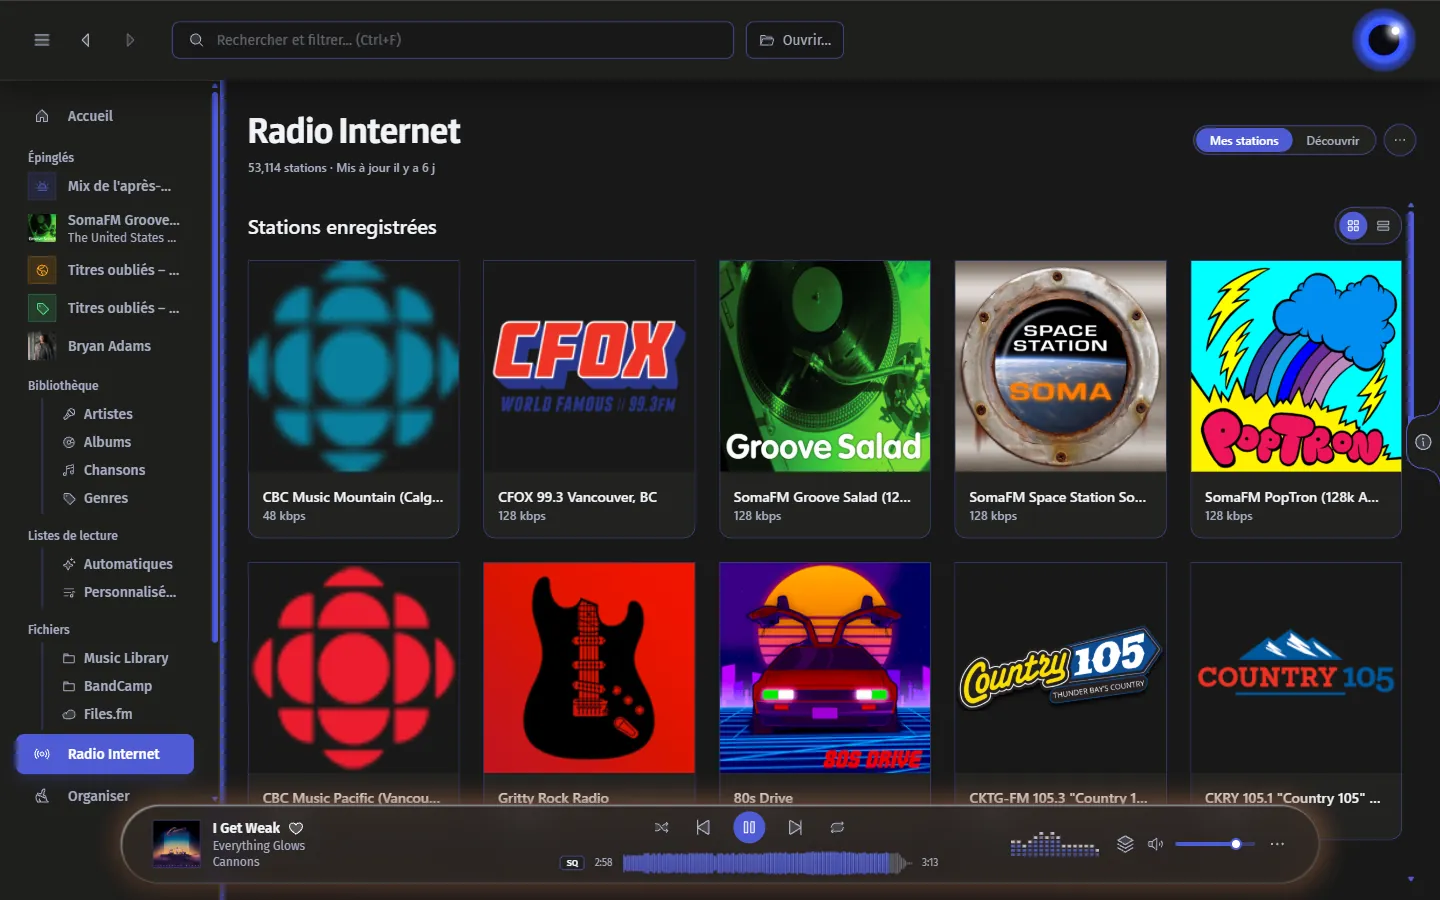 Rechercher et filtrer... (Ctrl+F)
Ouvrir...
Accueil
Épinglés
Mix de l'après-...
SomaFM Groove...
The United States ...
Titres oubliés – ...
Titres oubliés – ...
Bryan Adams
Bibliothèque
Artistes
Albums
Chansons
Genres
Listes de lecture
Automatiques
Personnalisé...
Fichiers
Music Library
BandCamp
Files.fm
Radio Internet
Organiser
Radio Internet
53,114 stations · Mis à jour il y a 6 j
Mes stations
Découvrir
Stations enregistrées
CFOX
WORLD FAMOUS // 99.3FM
Groove Salad
SPACE
STATION
SOMA
POPTRON
CBC Music Mountain (Calg...
48 kbps
CFOX 99.3 Vancouver, BC
128 kbps
SomaFM Groove Salad (12...
128 kbps
SomaFM Space Station So...
128 kbps
SomaFM PopTron (128k A...
128 kbps
80S DRIVE
Country 105
THUNDER BAY'S COUNTRY
COUNTRY 105
CBC Music Pacific (Vancou...
Gritty Rock Radio
80s Drive
CKTG-FM 105.3 "Country 1...
CKRY 105.1 "Country 105" ...
I Get Weak
Everything Glows
Cannons
SQ
2:58
3:13